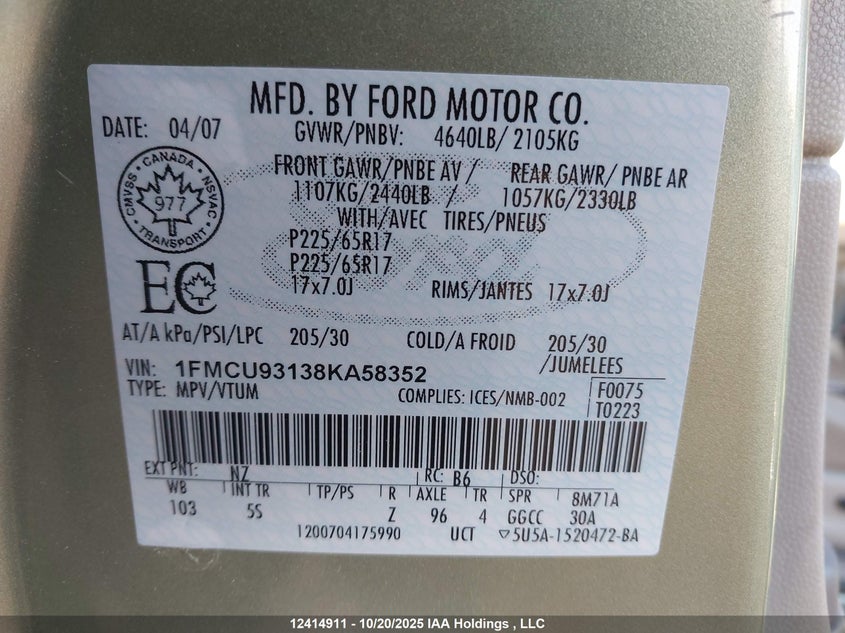 MFD. BY FORD MOTOR CO.
DATE: 04/07
GVWR/PNBV: 4640LB/ 2105KG
FRONT GAWR/PNBE AV / REAR GAWR/ PNBE AR
1107KG/2440LB / 1057KG/2330LB
WITH/AVEC TIRES/PNEUS
P225/65R17
P225/65R17
17x7.0J RIMS/JANTES 17x7.0J
CANADA
CMVSS NSVAC
977
TRANSPORT
EC
AT/A kPa/PSI/LPC 205/30 COLD/A FROID 205/30
/JUMELEES
VIN: 1FMCU93138KA58352
TYPE: MPV/VTUM
COMPLIES: ICES/NMB-002
F0075
T0223
EXT PNT: NZ RC: B6 DSO:
WB INT TR TP/PS R AXLE TR SPR 8M71A
103 5S Z 96 4 GGCC 30A
1200704175990 UCT ▽5U5A-1520472-BA
12414911 - 10/20/2025 IAA Holdings , LLC